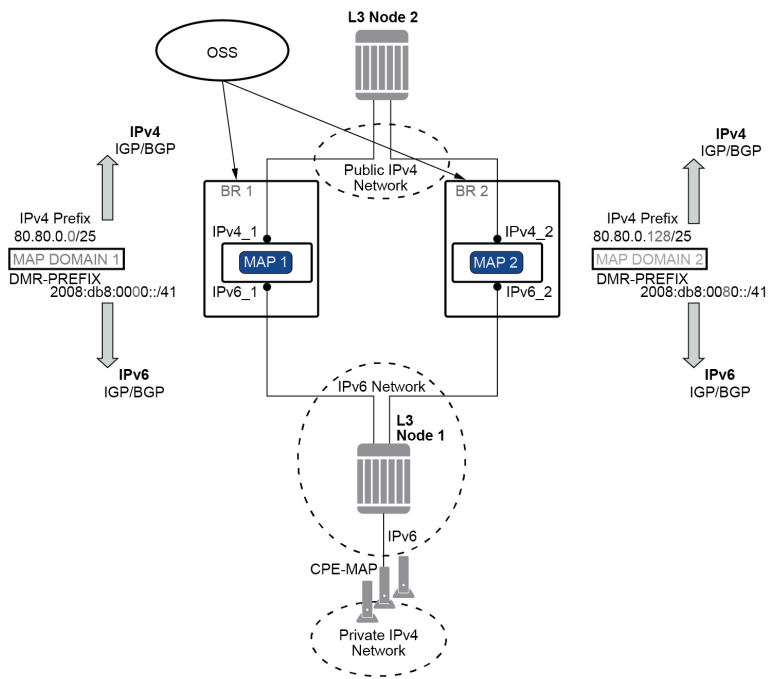 L3 Node 2
OSS
IPv4
IGP/BGP
IPv4
IGP/BGP
Public IPv4
Network
BR 1
BR 2
IPv4 Prefix
80.80.0.0/25
MAP DOMAIN 1
DMR-PREFIX
2008:db8:0000::/41
IPv4_1
MAP 1
IPv6_1
IPv4_2
MAP 2
IPv6_2
IPv4 Prefix
80.80.0.128/25
MAP DOMAIN 2
DMR-PREFIX
2008:db8:0080::/41
IPv6
IGP/BGP
IPv6
IGP/BGP
IPv6 Network
L3
Node 1
IPv6
CPE-MAP
Private IPv4
Network